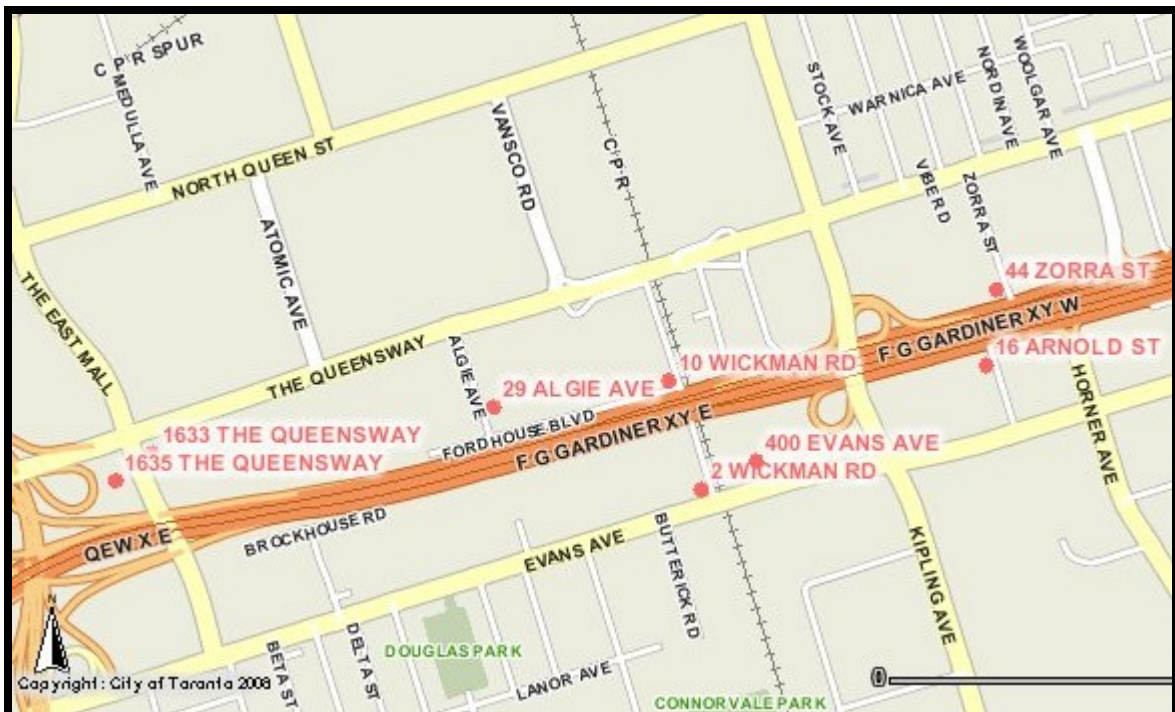 C P R SPUR
MEDULLA AVE
NORTH QUEEN ST
VANSCO RD
C P R
STOCK AVE
WARNICA AVE
NORDIN AVE
WOOLGAR AVE
VIBE RD
ZORRA ST
ATOMIC AVE
THE EAST MALL
THE QUEENSWAY
ALGIE AVE
44 ZORRA ST
F G GARDINER XY W
16 ARNOLD ST
10 WICKMAN RD
29 ALGIE AVE
FORDHOUSE BLVD
F G GARDINER XY E
HORNER AVE
1633 THE QUEENSWAY
1635 THE QUEENSWAY
400 EVANS AVE
2 WICKMAN RD
QEW X E
BROCKHOUSE RD
EVANS AVE
BUTTERICK RD
KIPLING AVE
N
BETA ST
DELTA ST
DOUGLAS PARK
LANOR AVE
CONNORVALE PARK
Copyright : City of Toronto 2008
0